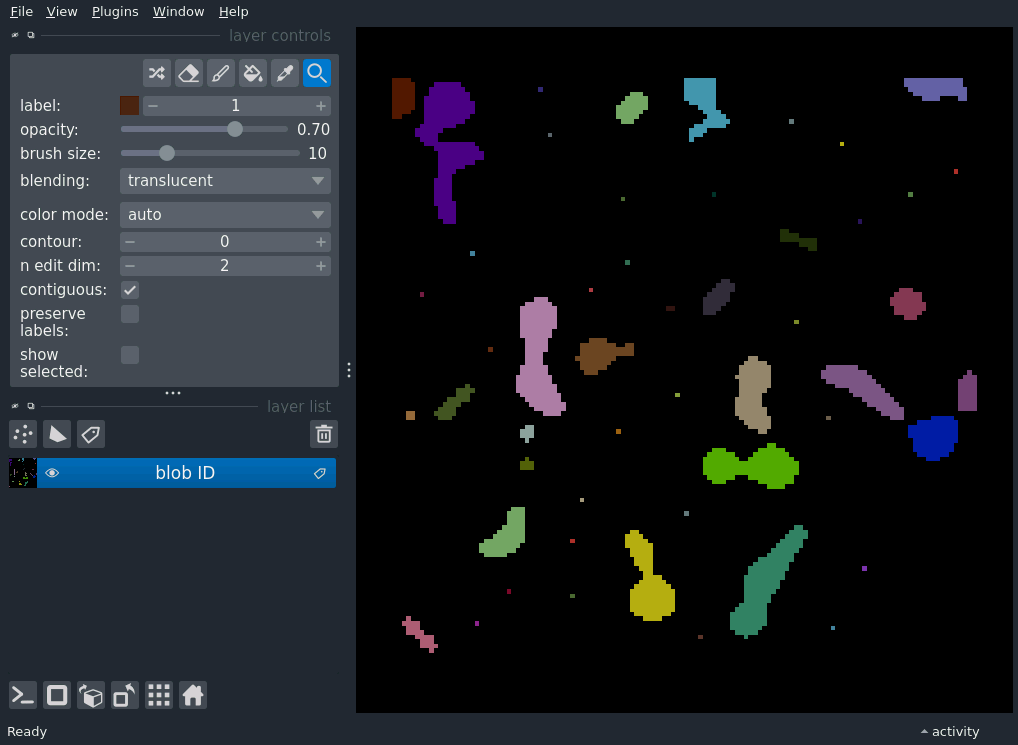 File View Plugins Window Help
layer controls
label: 1
opacity: 0.70
brush size: 10
blending: translucent
color mode: auto
contour: 0
n edit dim: 2
contiguous:
preserve
labels:
show
selected:
layer list
blob ID
Ready
activity